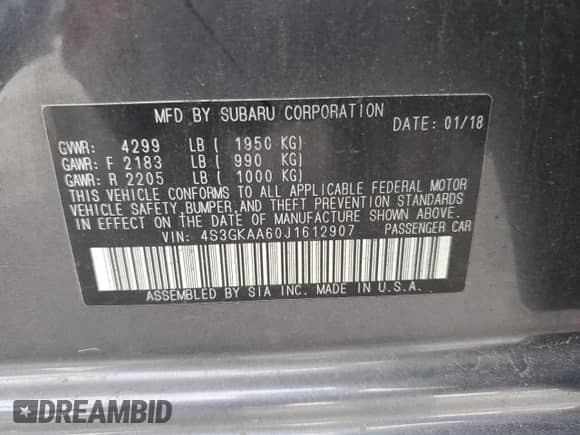 MFD BY SUBARU CORPORATION
DATE: 01/18
GVWR: 4299 LB ( 1950 KG)
GAWR: F 2183 LB ( 990 KG)
GAWR: R 2205 LB ( 1000 KG)
THIS VEHICLE CONFORMS TO ALL APPLICABLE FEDERAL MOTOR
VEHICLE SAFETY,BUMPER,AND THEFT PREVENTION STANDARDS
IN EFFECT ON THE DATE OF MANUFACTURE SHOWN ABOVE.
VIN: 4S3GKAA60J1612907 PASSENGER CAR
ASSEMBLED BY SIA INC. MADE IN U.S.A.
DREAMBID